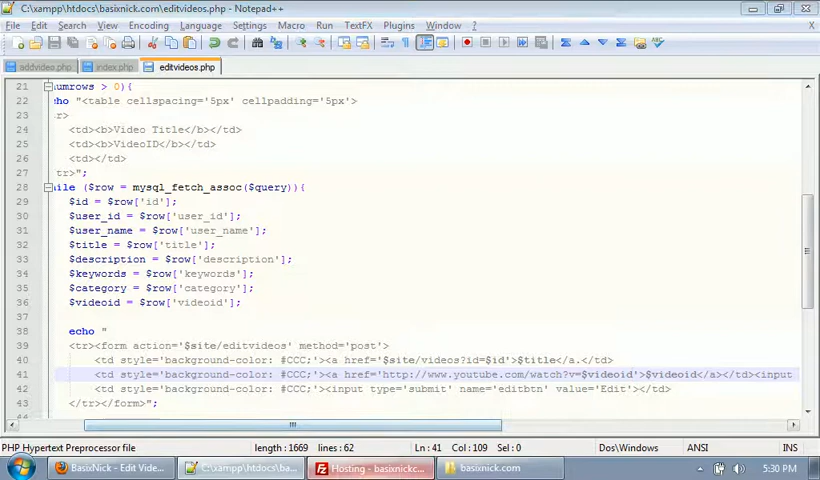 C:\xampp\htdocs\basixnick.com\editvideos.php - Notepad++
File Edit Search View Encoding Language Settings Macro Run TextFX Plugins Window ?
X
addvideo.php index.php editvideos.php
21 numrows > 0){
22 ho "<table cellspacing='5px' cellpadding='5px'>
23 r>
24 <td><b>Video Title</b></td>
25 <td><b>VideoID</b></td>
26 <td></td>
27 tr>";
28 ile ($row = mysql_fetch_assoc($query)){
29 $id = $row['id'];
30 $user_id = $row['user_id'];
31 $user_name = $row['user_name'];
32 $title = $row['title'];
33 $description = $row['description'];
34 $keywords = $row['keywords'];
35 $category = $row['category'];
36 $videoid = $row['videoid'];
37
38 echo "
39 <tr><form action='$site/editvideos' method='post'>
40 <td style='background-color: #CCC;'><a href='$site/videos?id=$id'>$title</a.</td>
41 <td style='background-color: #CCC;'><a href='http://www.youtube.com/watch?v=$videoid'>$videoid</a></td><input
42 <td style='background-color: #CCC;'><input type='submit' name='editbtn' value='Edit'></td>
43 </tr></form>";
PHP Hypertext Preprocessor file length : 1669 lines : 62 Ln : 41 Col : 109 Sel : 0 Dos\Windows ANSI INS
BasixNick - Edit Vide... C:\xampp\htdocs\ba... Hosting - basixnickc... basixnick.com 5:30 PM